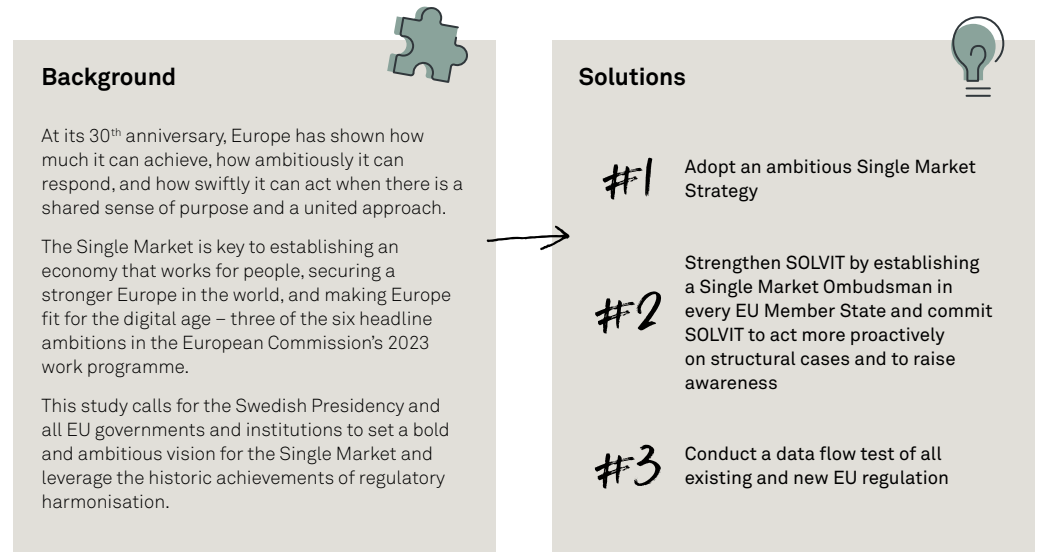 Background
At its 30th anniversary, Europe has shown how
much it can achieve, how ambitiously it can
respond, and how swiftly it can act when there is a
shared sense of purpose and a united approach.
The Single Market is key to establishing an
economy that works for people, securing a
stronger Europe in the world, and making Europe
fit for the digital age – three of the six headline
ambitions in the European Commission's 2023
work programme.
This study calls for the Swedish Presidency and
all EU governments and institutions to set a bold
and ambitious vision for the Single Market and
leverage the historic achievements of regulatory
harmonisation.
Solutions
#1
Adopt an ambitious Single Market
Strategy
#2
Strengthen SOLVIT by establishing
a Single Market Ombudsman in
every EU Member State and commit
SOLVIT to act more proactively
on structural cases and to raise
awareness
#3
Conduct a data flow test of all
existing and new EU regulation